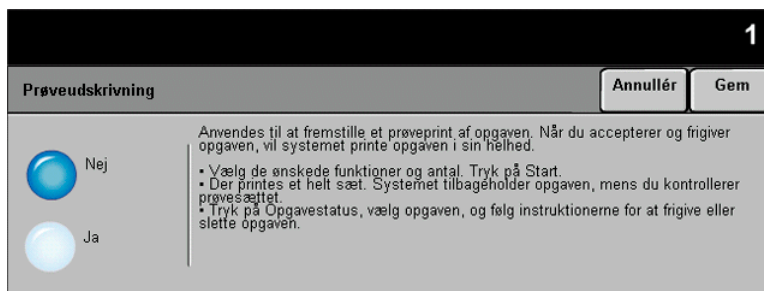 1
Prøveudskrivning
Annullér
Gem
Nej
Ja
Anvendes til at fremstille et prøveprint af opgaven. Når du accepterer og frigiver
opgaven, vil systemet printe opgaven i sin helhed.
▪ Vælg de ønskede funktioner og antal. Tryk på Start.
▪ Der printes et helt sæt. Systemet tilbageholder opgaven, mens du kontrollerer
prøvesættet.
▪ Tryk på Opgavestatus, vælg opgaven, og følg instruktionerne for at frigive eller
slette opgaven.